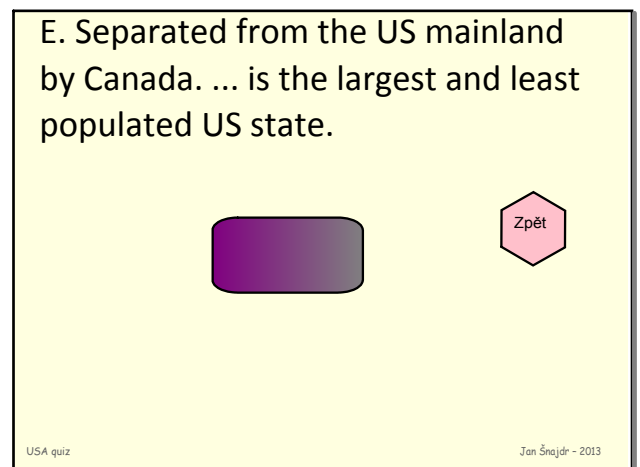 E. Separated from the US mainland
by Canada. ... is the largest and least
populated US state.
Zpět
USA quiz
Jan Šnajdr – 2013